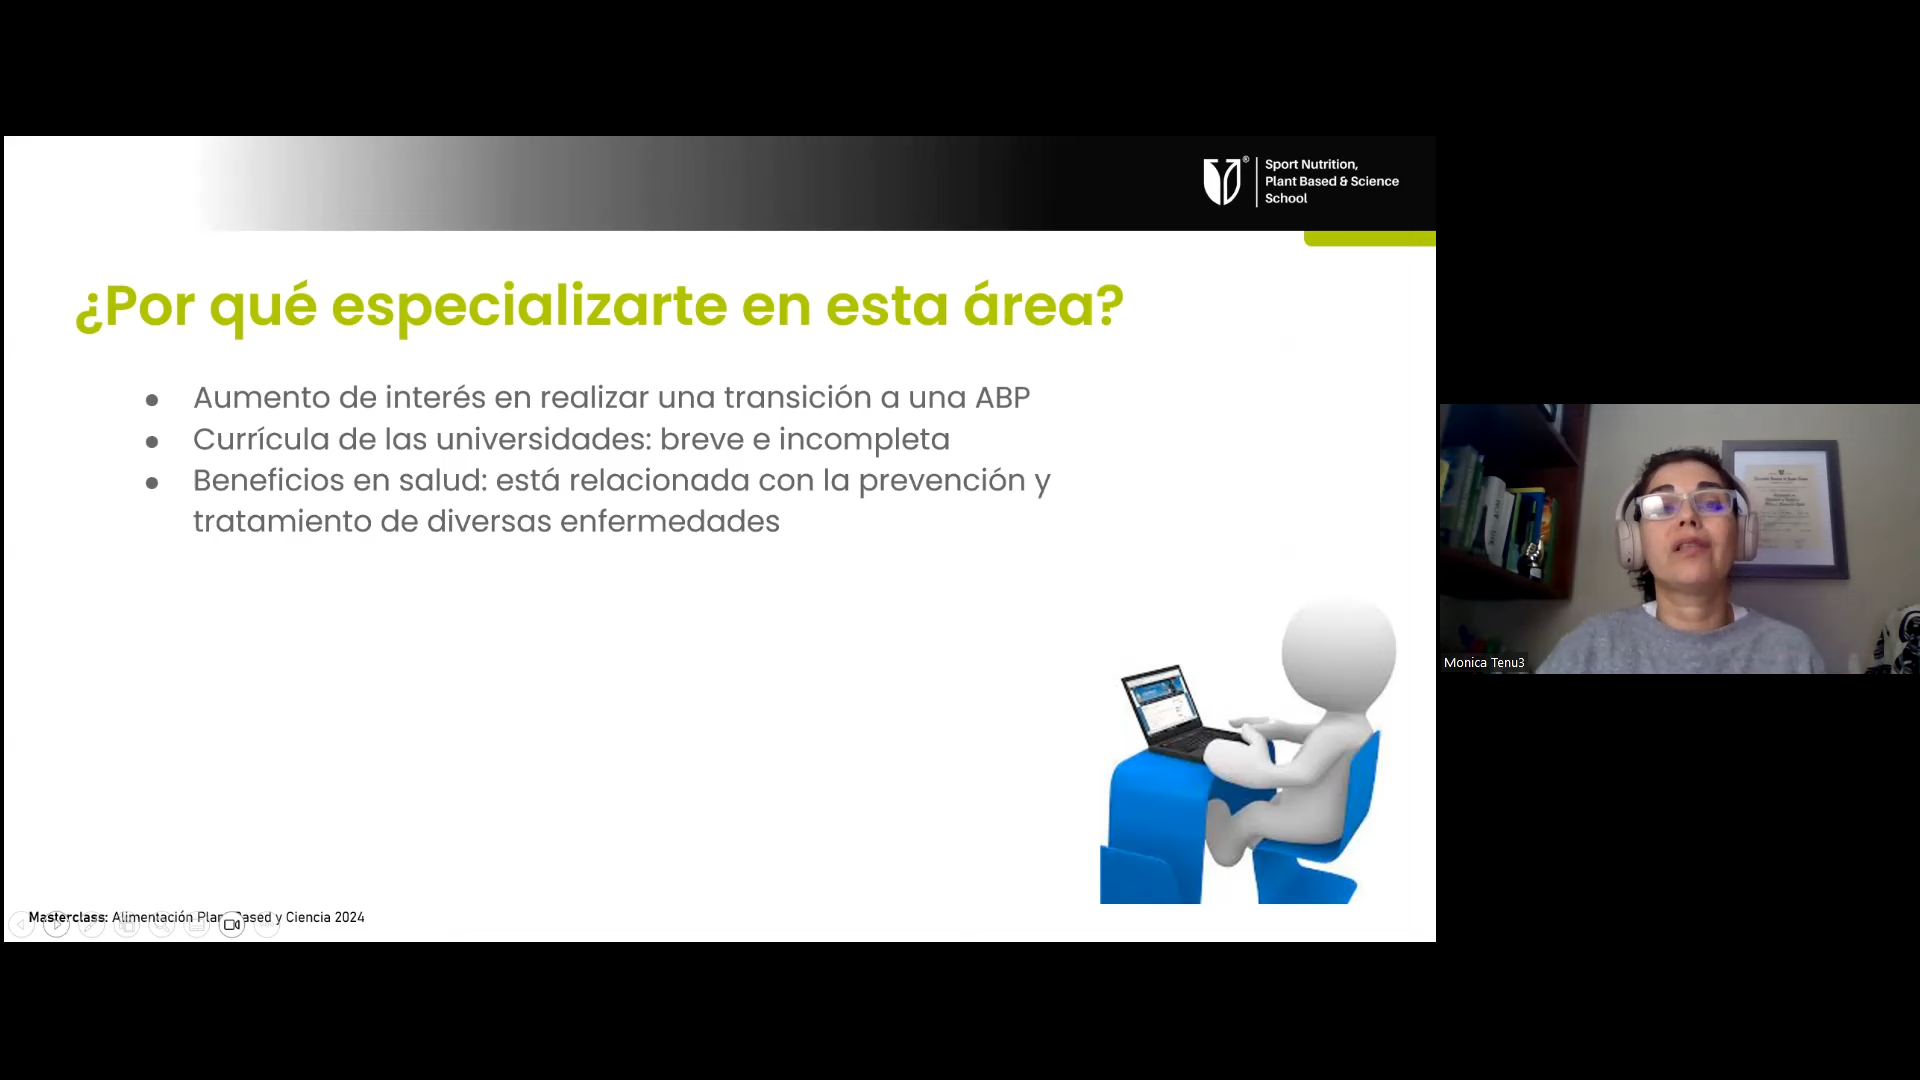 Sport Nutrition,
Plant Based & Science
School
¿Por qué especializarte en esta área?
● Aumento de interés en realizar una transición a una ABP
● Currícula de las universidades: breve e incompleta
● Beneficios en salud: está relacionada con la prevención y
tratamiento de diversas enfermedades
Monica Tenu3
Masterclass: Alimentación Plant Based y Ciencia 2024